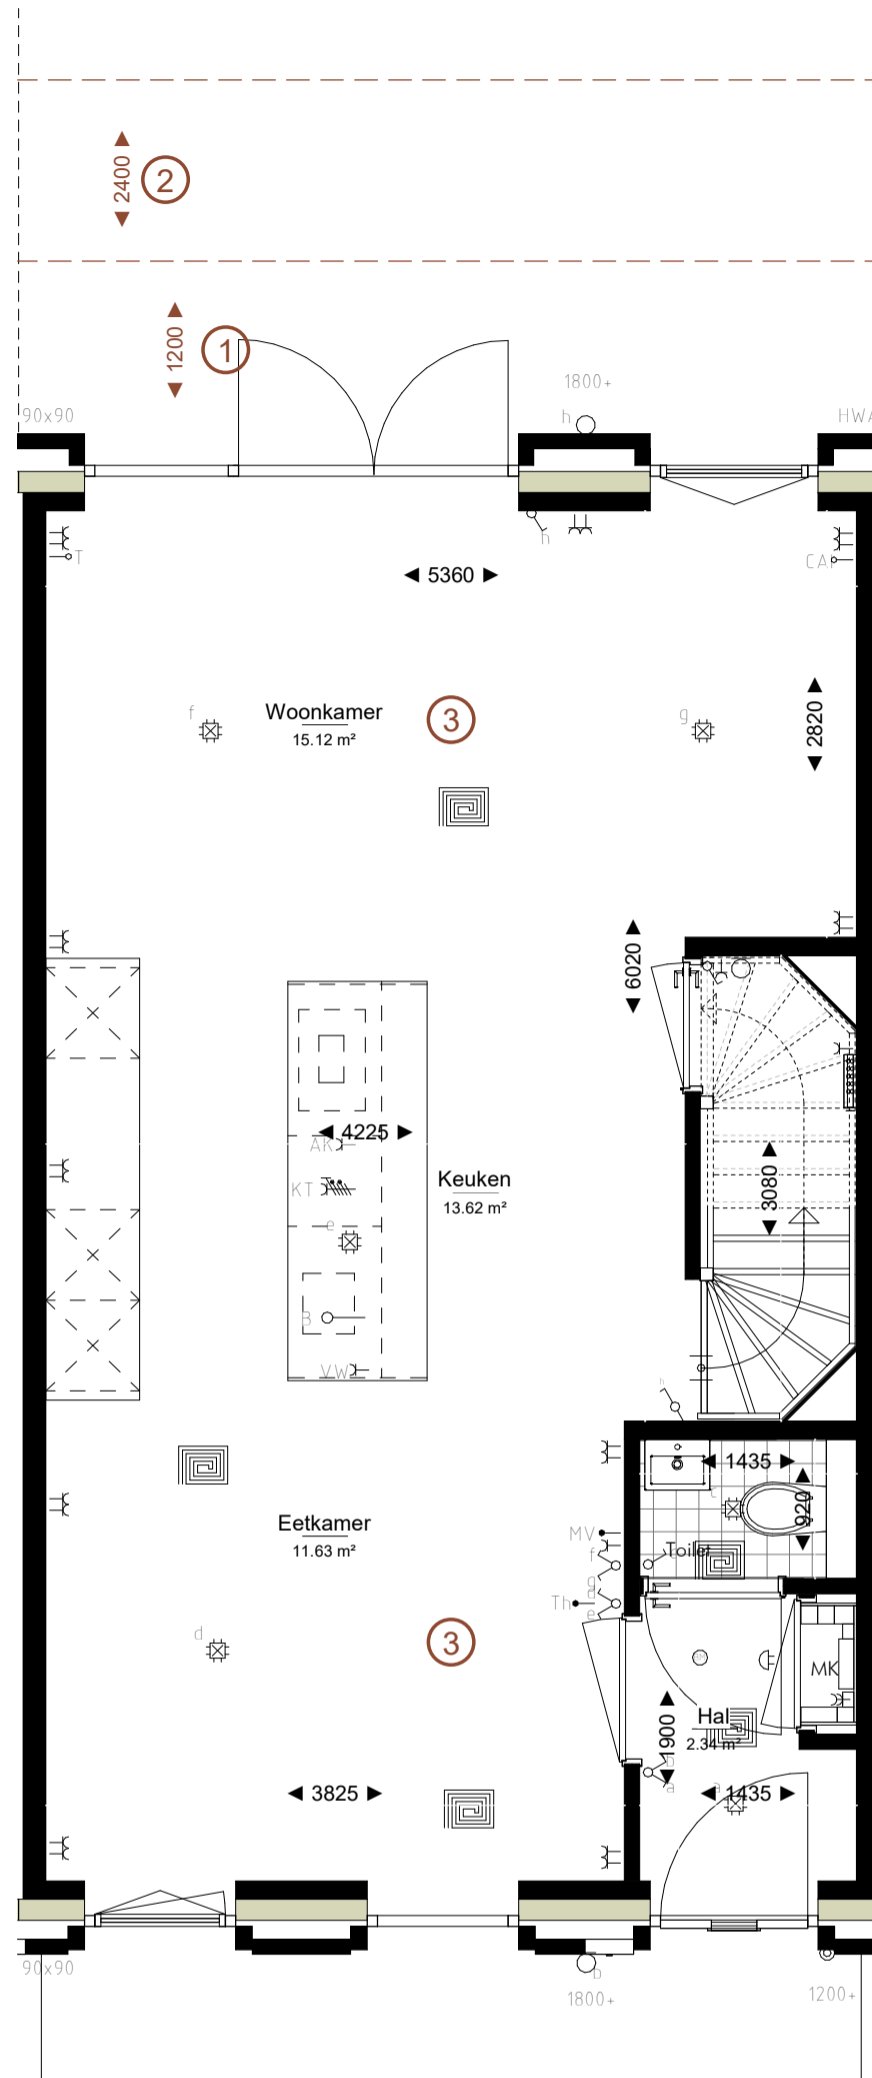 2400
2
1200
1
1800+
h
90x90
HWA
h
T
5360
CAI
f
Woonkamer
15.12 m²
3
g
2820
6020
4225
AK
KT
Keuken
13.62 m²
e
3080
B
VW
h
1435
c
920
Eetkamer
11.63 m²
MV
Toilet
f
g
d
Th
e
d
3
MK
Hal
2.34 m²
1900
a
3825
1435
a
90x90
b
1800+
1200+